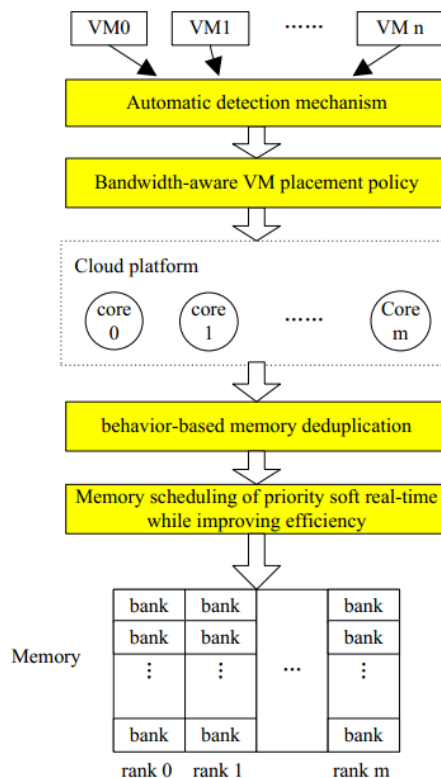 VM0 VM1 ······ VM n
Automatic detection mechanism
Bandwidth-aware VM placement policy
Cloud platform
core core Core
0 1 ······ m
behavior-based memory deduplication
Memory scheduling of priority soft real-time
while improving efficiency
bank bank bank
bank bank bank
Memory ⋮ ⋮ ··· ⋮
bank bank bank
rank 0 rank 1 rank m